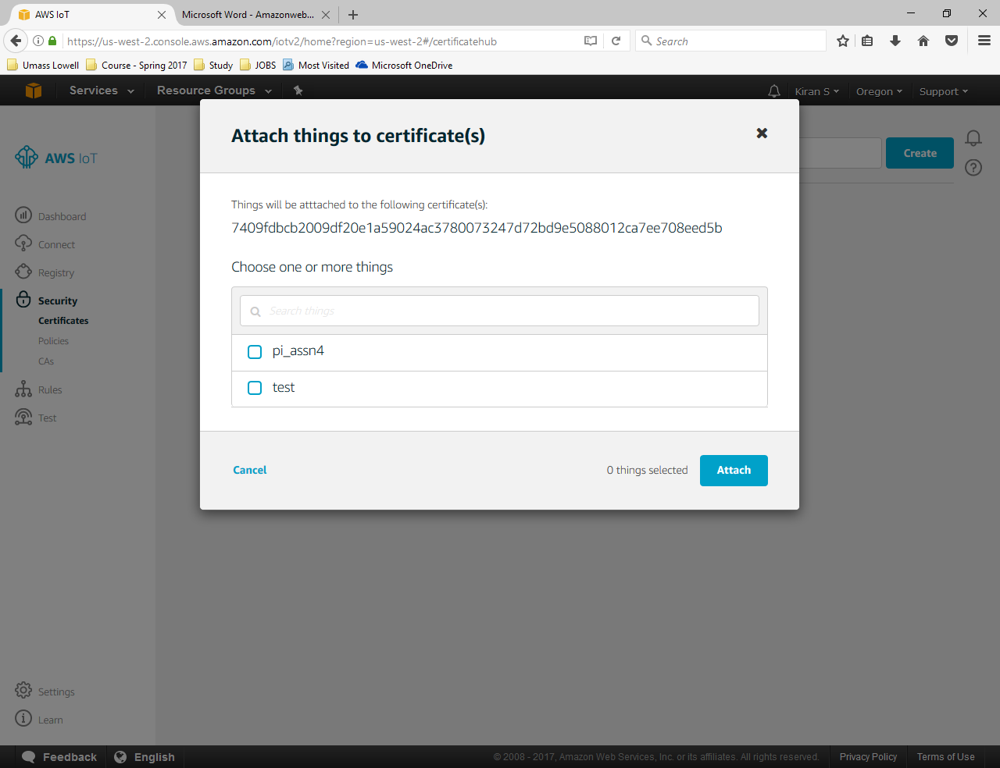 AWS IoT
Microsoft Word - Amazonweb...
https://us-west-2.console.aws.amazon.com/iotv2/home?region=us-west-2#/certificatehub
Search
Umass Lowell
Course - Spring 2017
Study
JOBS
Most Visited
Microsoft OneDrive
Services
Resource Groups
Kiran S
Oregon
Support
Attach things to certificate(s)
AWS IoT
Create
Things will be atttached to the following certificate(s):
7409fdbcb2009df20e1a59024ac3780073247d72bd9e5088012ca7ee708eed5b
Dashboard
Connect
Registry
Security
Certificates
Policies
CAs
Rules
Test
Choose one or more things
Search things
pi_assn4
test
Cancel
0 things selected
Attach
Settings
Learn
Feedback
English
© 2008 - 2017, Amazon Web Services, Inc. or its affiliates. All rights reserved.
Privacy Policy
Terms of Use